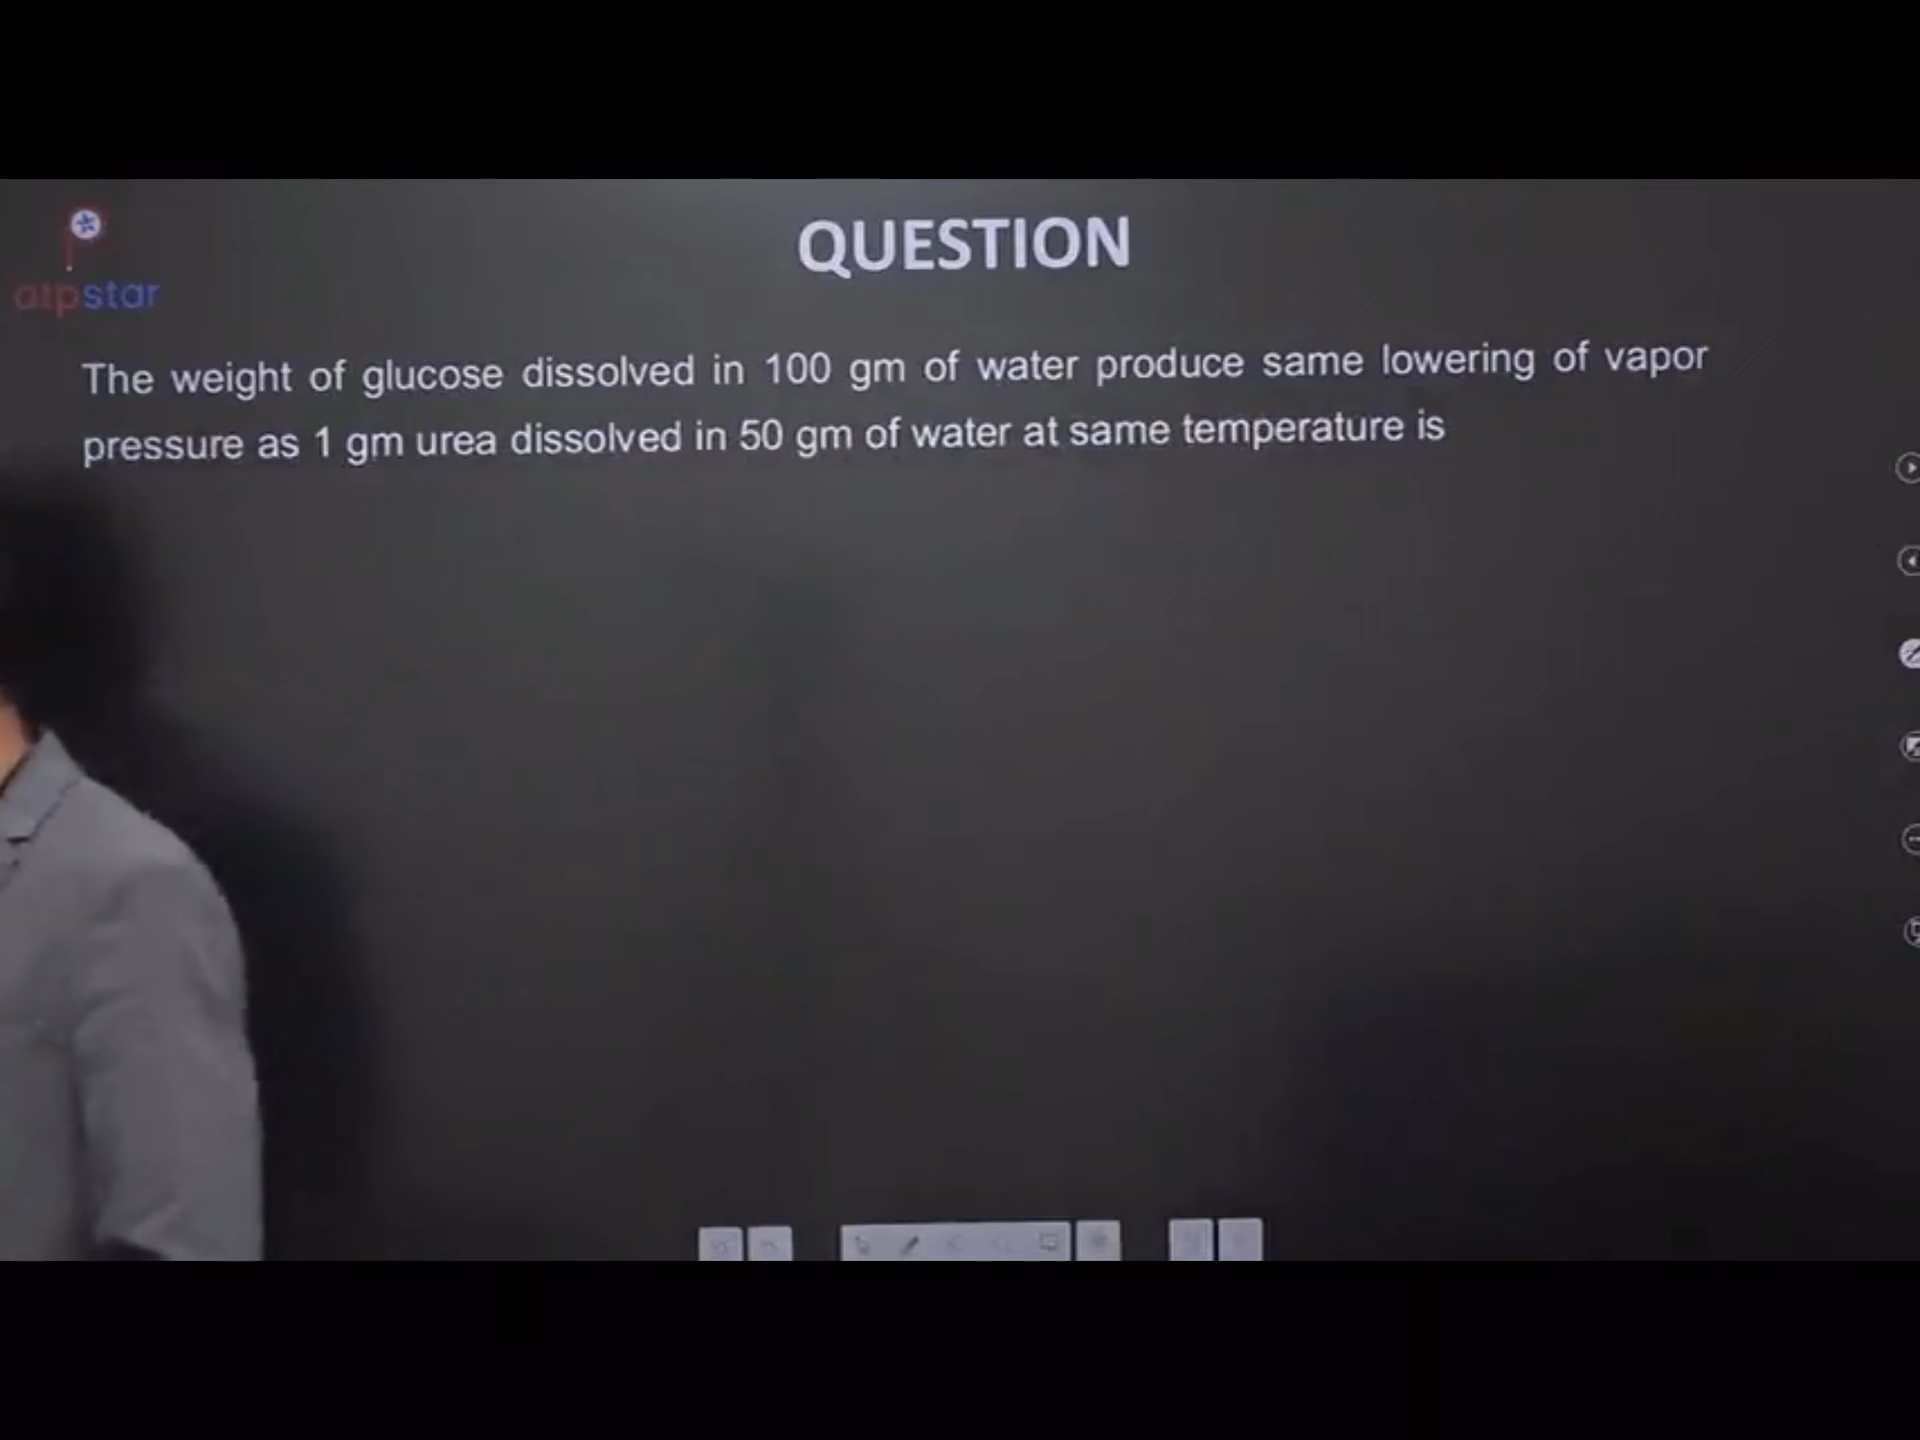 QUESTION
atpstar
The weight of glucose dissolved in 100 gm of water produce same lowering of vapor
pressure as 1 gm urea dissolved in 50 gm of water at same temperature is